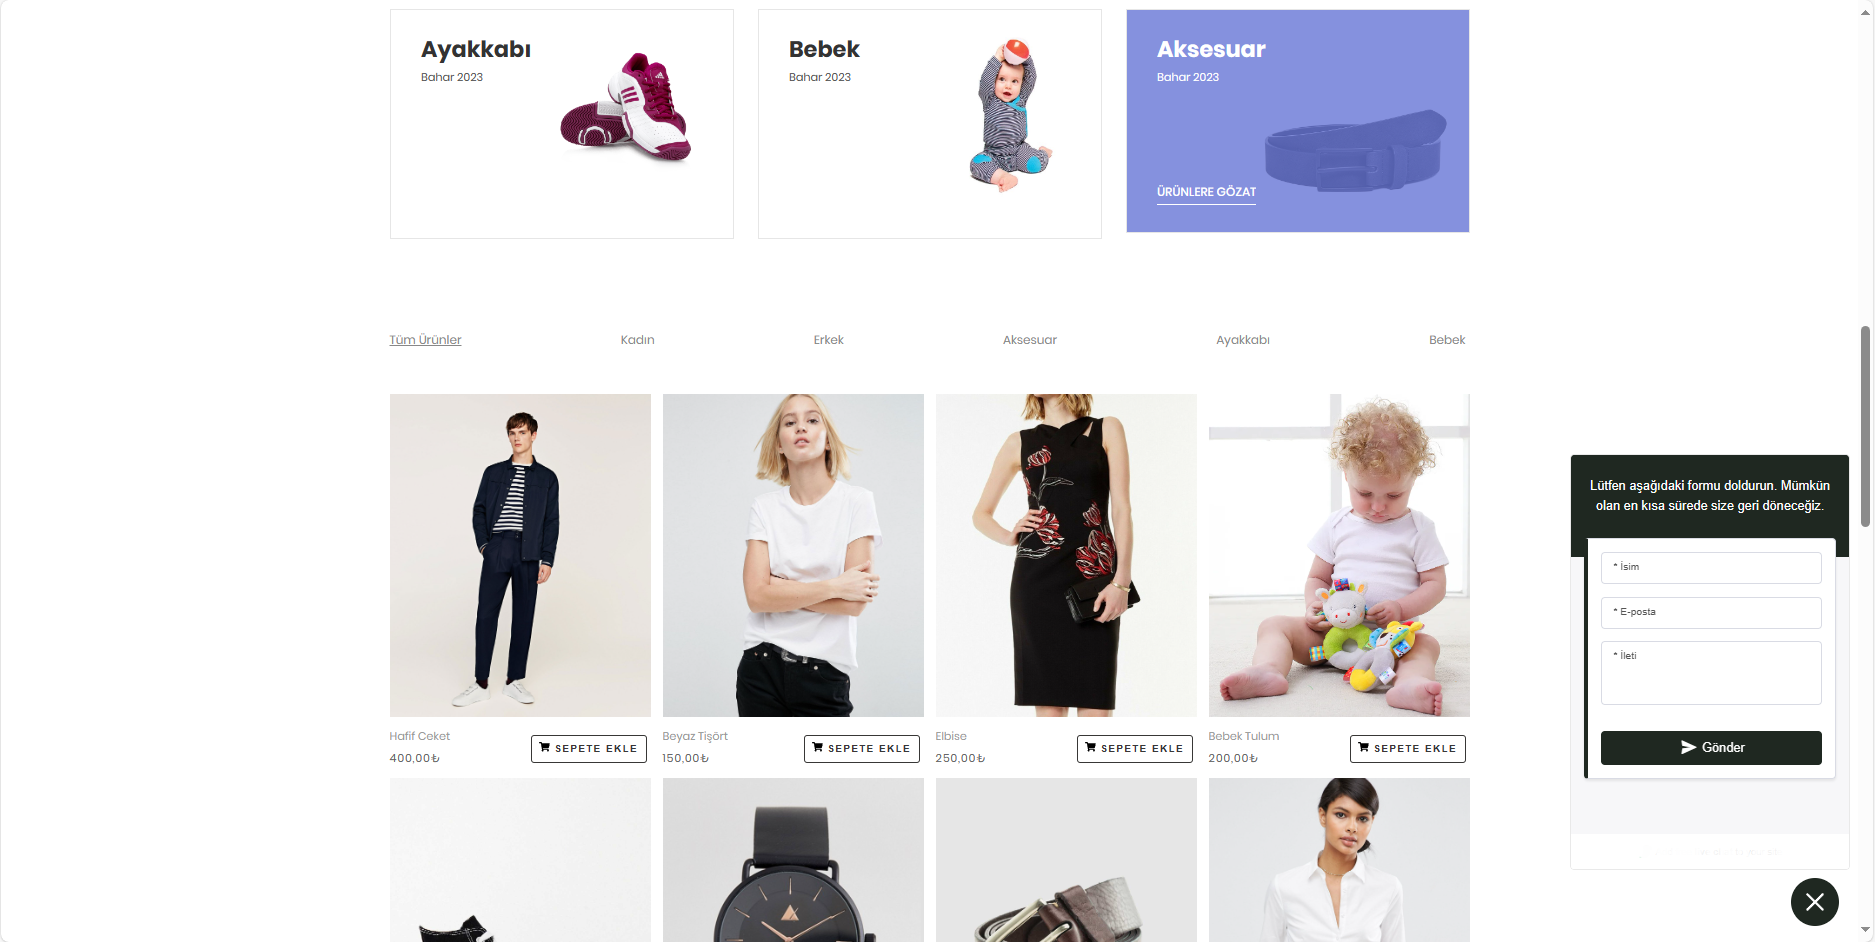 Ayakkabı
Bahar 2023
Bebek
Bahar 2023
Aksesuar
Bahar 2023
ÜRÜNLERE GÖZAT
Tüm Ürünler
Kadın
Erkek
Aksesuar
Ayakkabı
Bebek
Hafif Ceket
400,00₺
SEPETE EKLE
Beyaz Tişört
150,00₺
SEPETE EKLE
Elbise
250,00₺
SEPETE EKLE
Bebek Tulum
200,00₺
SEPETE EKLE
Lütfen aşağıdaki formu doldurun. Mümkün
olan en kısa sürede size geri döneceğiz.
* İsim
* E-posta
* İleti
Gönder